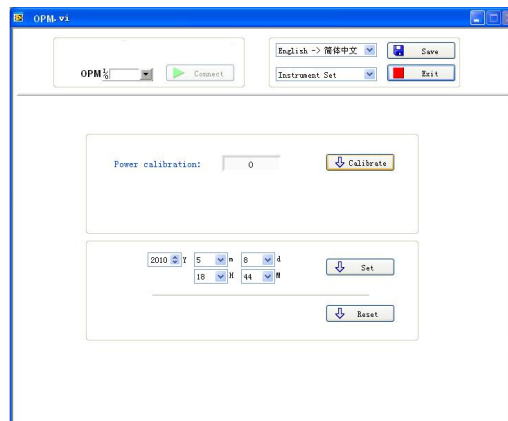 OPM.vi
English -> 简体中文 Save
OPM Connect Instrument Set Exit
Power calibration: 0 Calibrate
2010 Y 5 m 8 d
18 H 44 M
Set
Reset